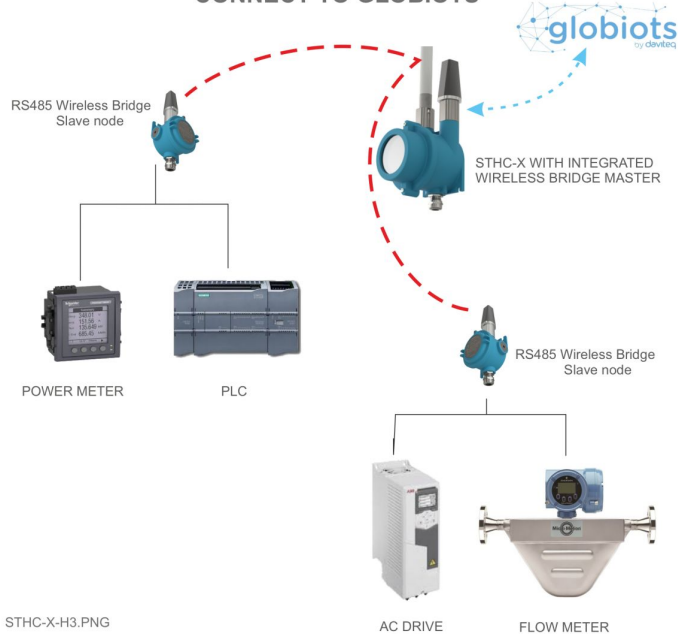 CONNECT TO GLOBIOTS
globiots
by daviteq
RS485 Wireless Bridge
Slave node
STHC-X WITH INTEGRATED
WIRELESS BRIDGE MASTER
POWER METER
PLC
RS485 Wireless Bridge
Slave node
STHC-X-H3.PNG
AC DRIVE
FLOW METER